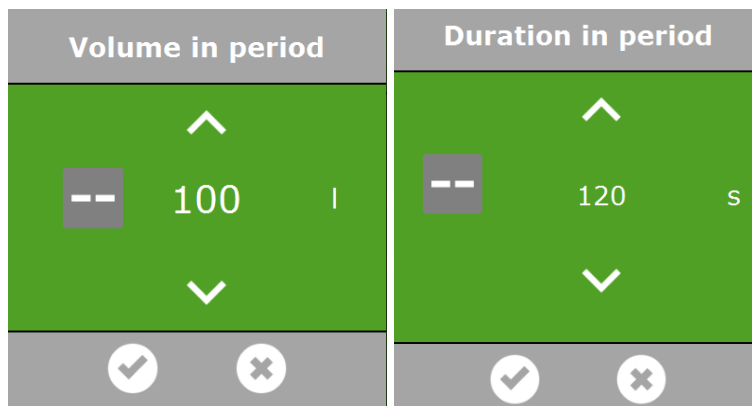 Volume in period
-- 100 l
Duration in period
-- 120 s